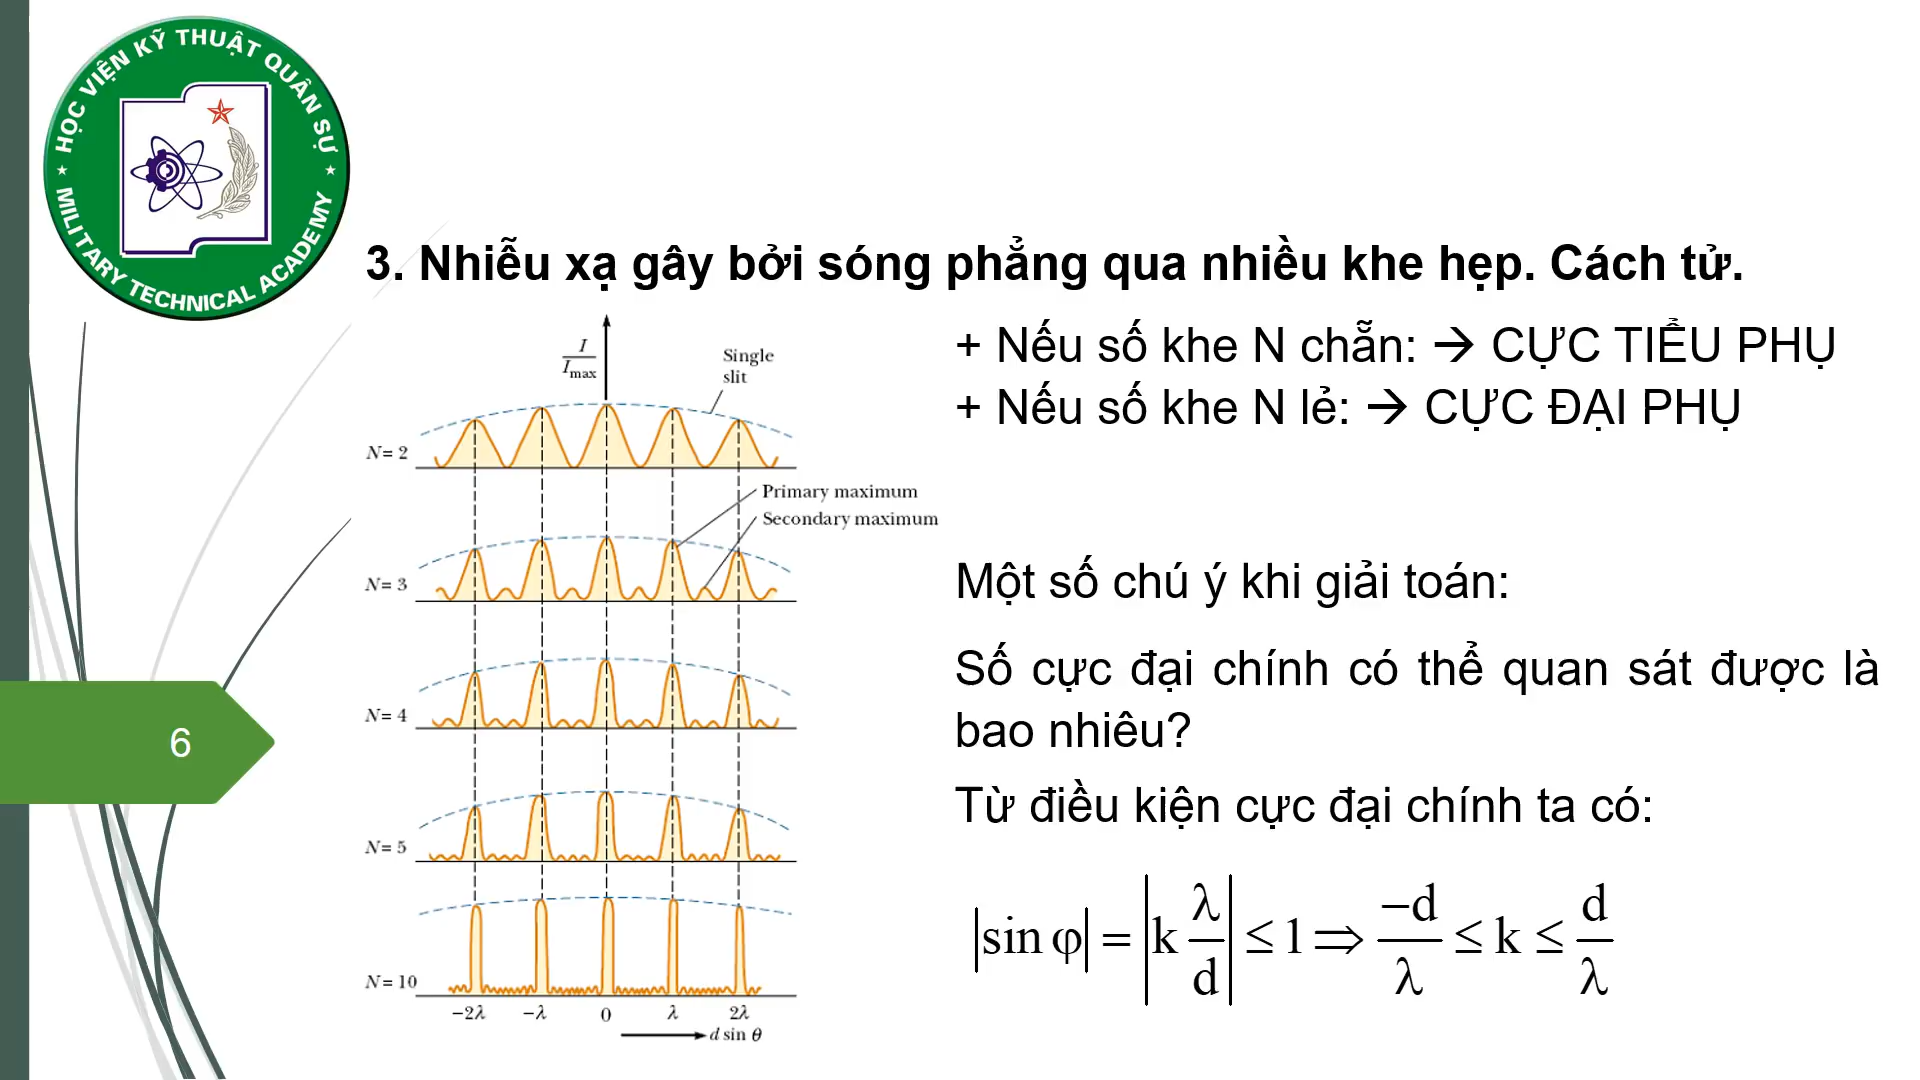 HỌC VIỆN KỸ THUẬT QUÂN SỰ
MILITARY TECHNICAL ACADEMY
3. Nhiễu xạ gây bởi sóng phẳng qua nhiều khe hẹp. Cách tử.
I
Imax
Single
slit
N = 2
Primary maximum
Secondary maximum
N = 3
N = 4
N = 5
N = 10
−2λ −λ 0 λ 2λ
d sin θ
+ Nếu số khe N chẵn: → CỰC TIỂU PHỤ
+ Nếu số khe N lẻ: → CỰC ĐẠI PHỤ
Một số chú ý khi giải toán:
Số cực đại chính có thể quan sát được là
bao nhiêu?
Từ điều kiện cực đại chính ta có:
|sin φ| = |k λ/d| ≤ 1 ⇒ −d/λ ≤ k ≤ d/λ
6